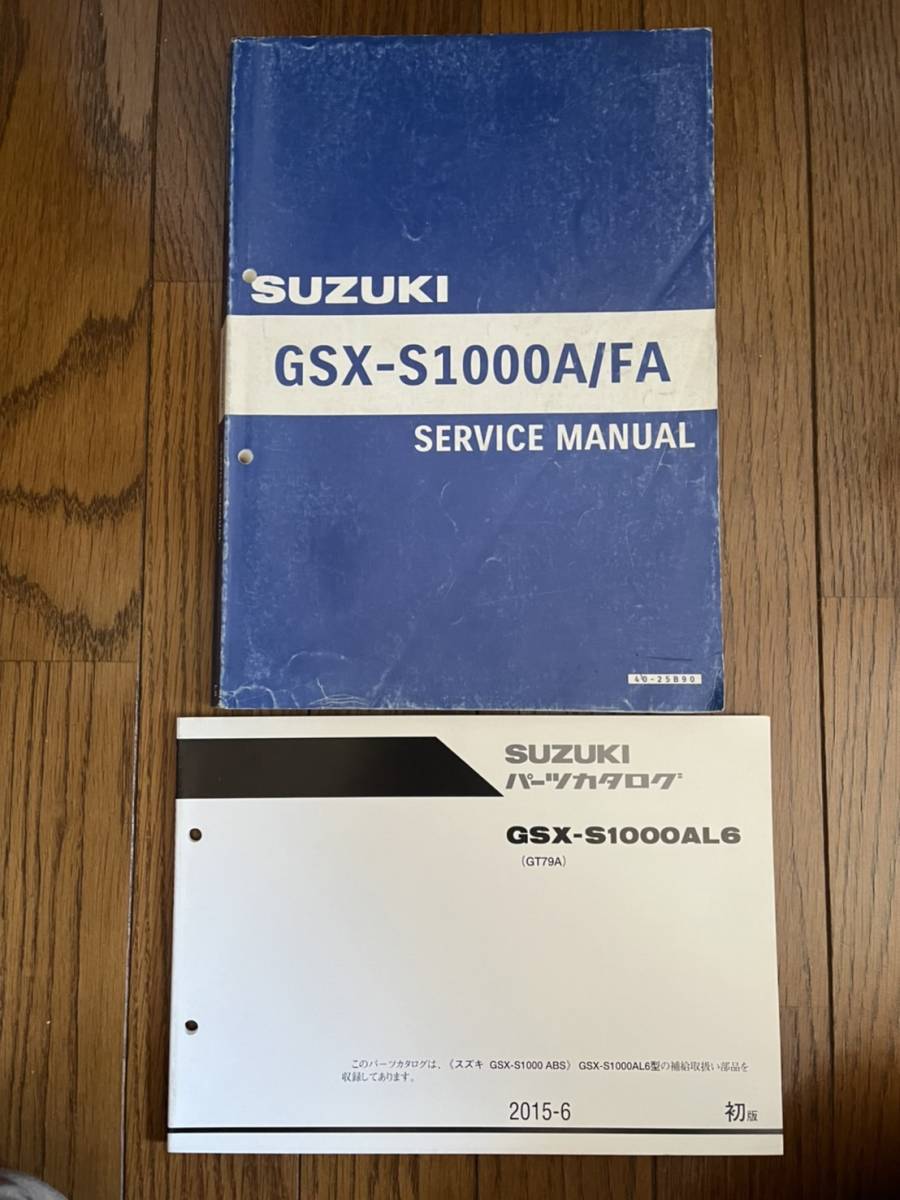 SUZUKI
GSX-S1000A/FA
SERVICE MANUAL
40-25B90
SUZUKI
パーツカタログ
GSX-S1000AL6
(GT79A)
このパーツカタログは、《スズキ GSX-S1000 ABS》 GSX-S1000AL6型の補給取扱い部品を
収録してあります。
2015-6 初版